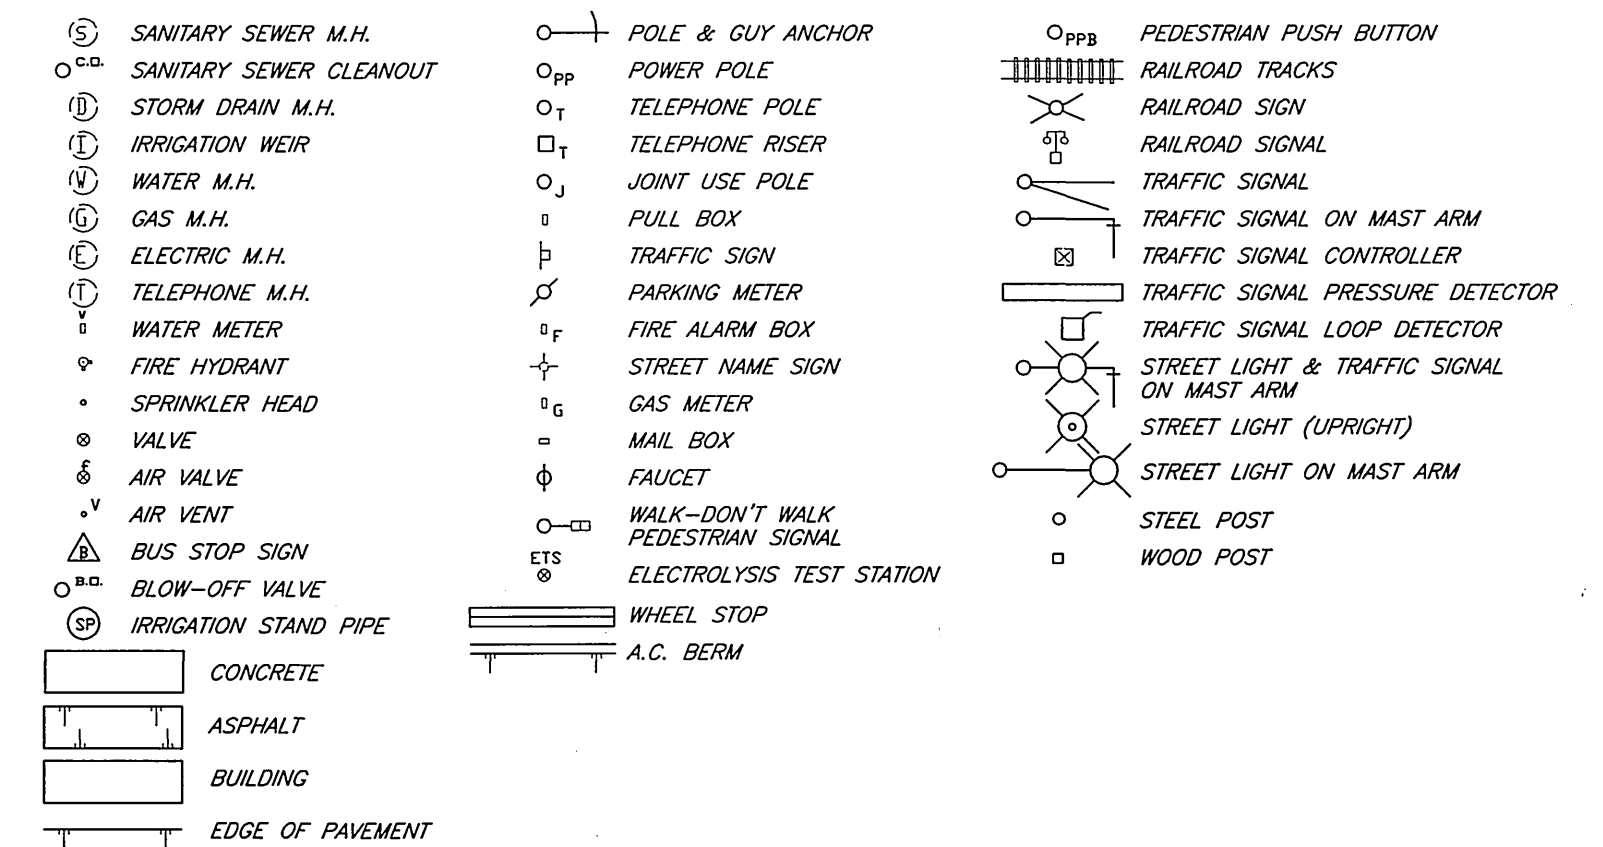 S SANITARY SEWER M.H.
C.O. SANITARY SEWER CLEANOUT
D STORM DRAIN M.H.
I IRRIGATION WEIR
W WATER M.H.
G GAS M.H.
E ELECTRIC M.H.
T TELEPHONE M.H.
W WATER METER
FIRE HYDRANT
SPRINKLER HEAD
VALVE
AIR VALVE
V AIR VENT
B BUS STOP SIGN
B.O. BLOW-OFF VALVE
SP IRRIGATION STAND PIPE
CONCRETE
ASPHALT
BUILDING
EDGE OF PAVEMENT
POLE & GUY ANCHOR
PP POWER POLE
T TELEPHONE POLE
T TELEPHONE RISER
J JOINT USE POLE
PULL BOX
TRAFFIC SIGN
PARKING METER
F FIRE ALARM BOX
STREET NAME SIGN
G GAS METER
MAIL BOX
FAUCET
WALK-DON'T WALK
PEDESTRIAN SIGNAL
ETS
ELECTROLYSIS TEST STATION
WHEEL STOP
A.C. BERM
PPB PEDESTRIAN PUSH BUTTON
RAILROAD TRACKS
RAILROAD SIGN
RAILROAD SIGNAL
TRAFFIC SIGNAL
TRAFFIC SIGNAL ON MAST ARM
TRAFFIC SIGNAL CONTROLLER
TRAFFIC SIGNAL PRESSURE DETECTOR
TRAFFIC SIGNAL LOOP DETECTOR
STREET LIGHT & TRAFFIC SIGNAL
ON MAST ARM
STREET LIGHT (UPRIGHT)
STREET LIGHT ON MAST ARM
STEEL POST
WOOD POST